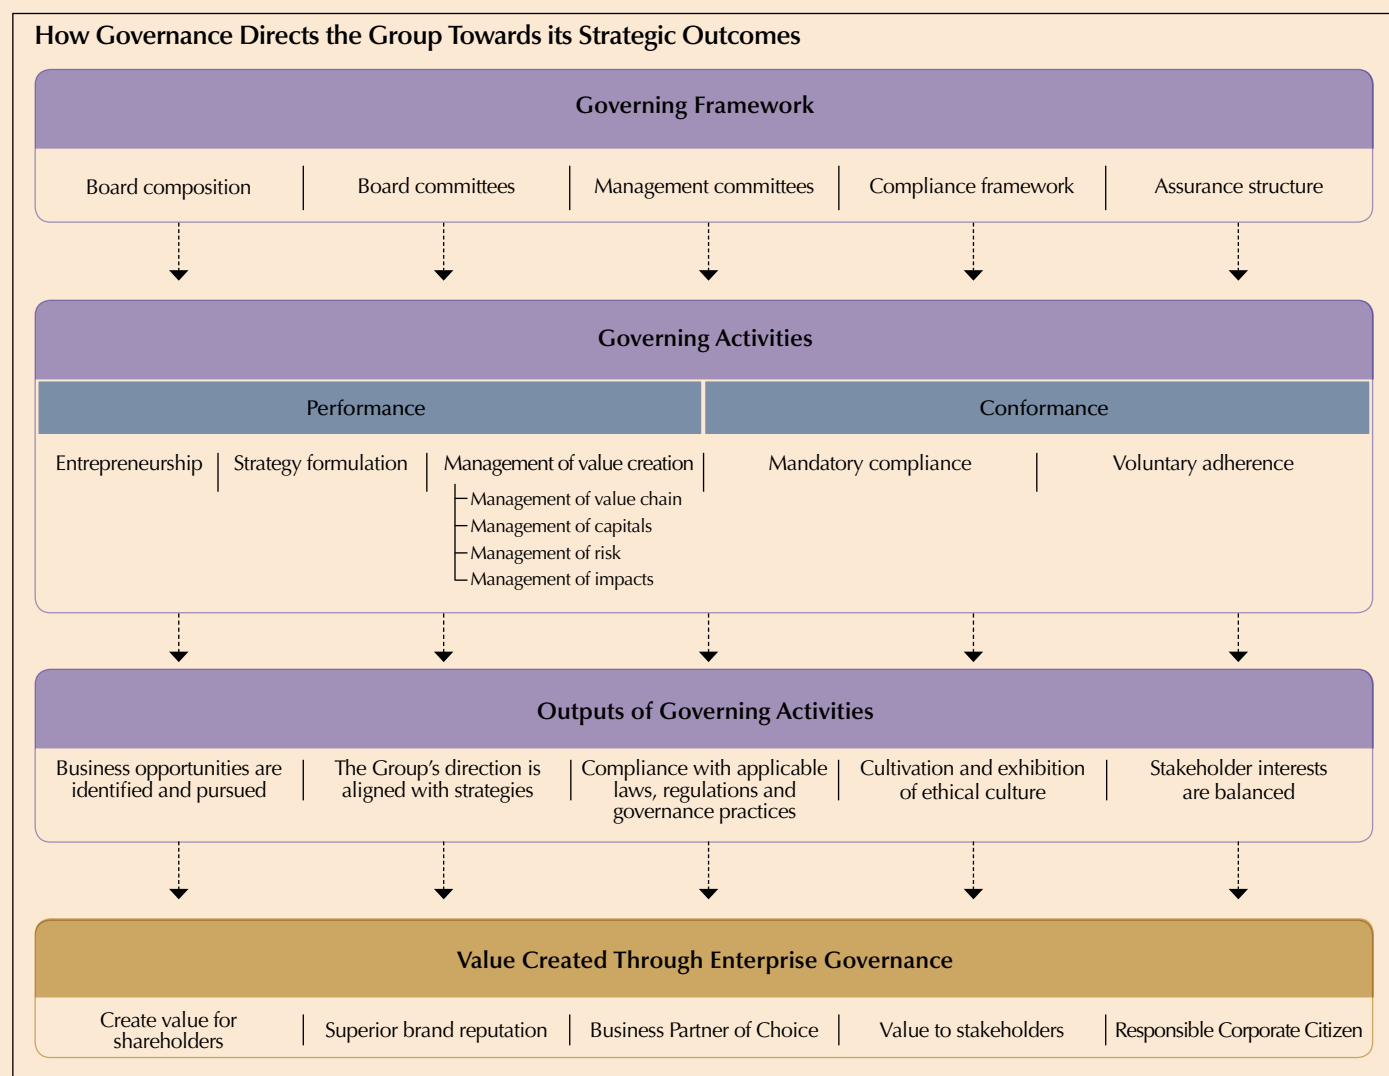 How Governance Directs the Group Towards its Strategic Outcomes
Governing Framework
Board composition
Board committees
Management committees
Compliance framework
Assurance structure
Governing Activities
Performance
Conformance
Entrepreneurship
Strategy formulation
Management of value creation
Management of value chain
Management of capitals
Management of risk
Management of impacts
Mandatory compliance
Voluntary adherence
Outputs of Governing Activities
Business opportunities are
identified and pursued
The Group’s direction is
aligned with strategies
Compliance with applicable
laws, regulations and
governance practices
Cultivation and exhibition
of ethical culture
Stakeholder interests
are balanced
Value Created Through Enterprise Governance
Create value for
shareholders
Superior brand reputation
Business Partner of Choice
Value to stakeholders
Responsible Corporate Citizen